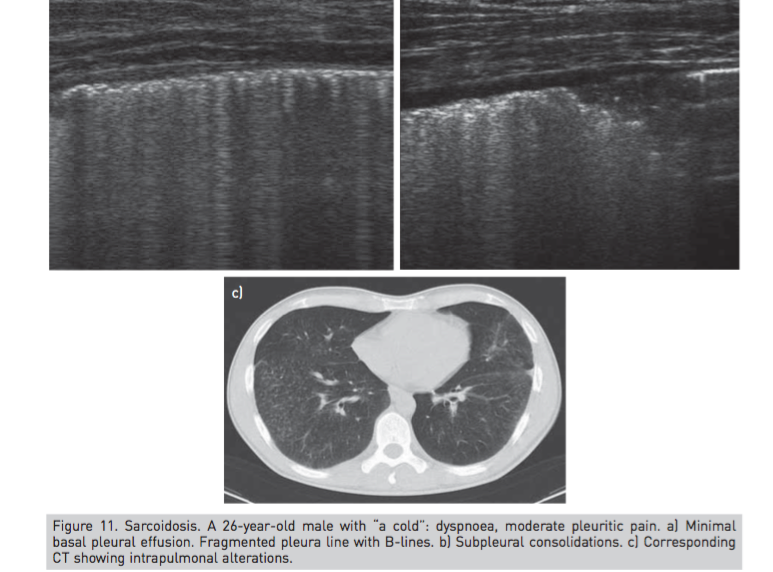 c)
Figure 11. Sarcoidosis. A 26-year-old male with “a cold”: dyspnoea, moderate pleuritic pain. a) Minimal
basal pleural effusion. Fragmented pleura line with B-lines. b) Subpleural consolidations. c) Corresponding
CT showing intrapulmonal alterations.